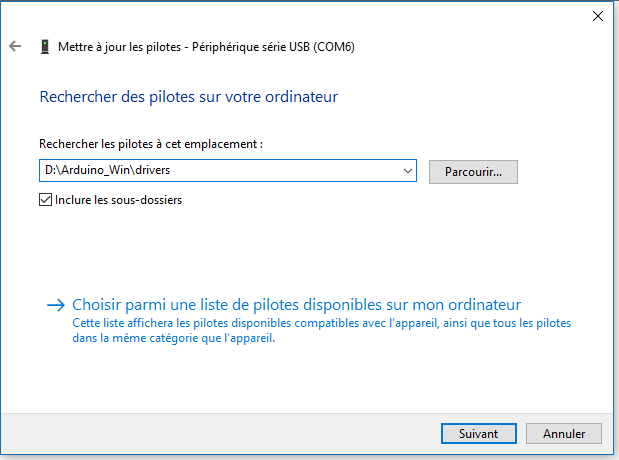 Mettre à jour les pilotes - Périphérique série USB (COM6)
Rechercher des pilotes sur votre ordinateur
Rechercher les pilotes à cet emplacement :
D:\Arduino_Win\drivers
Parcourir...
Inclure les sous-dossiers
Choisir parmi une liste de pilotes disponibles sur mon ordinateur
Cette liste affichera les pilotes disponibles compatibles avec l'appareil, ainsi que tous les pilotes
dans la même catégorie que l'appareil.
Suivant
Annuler